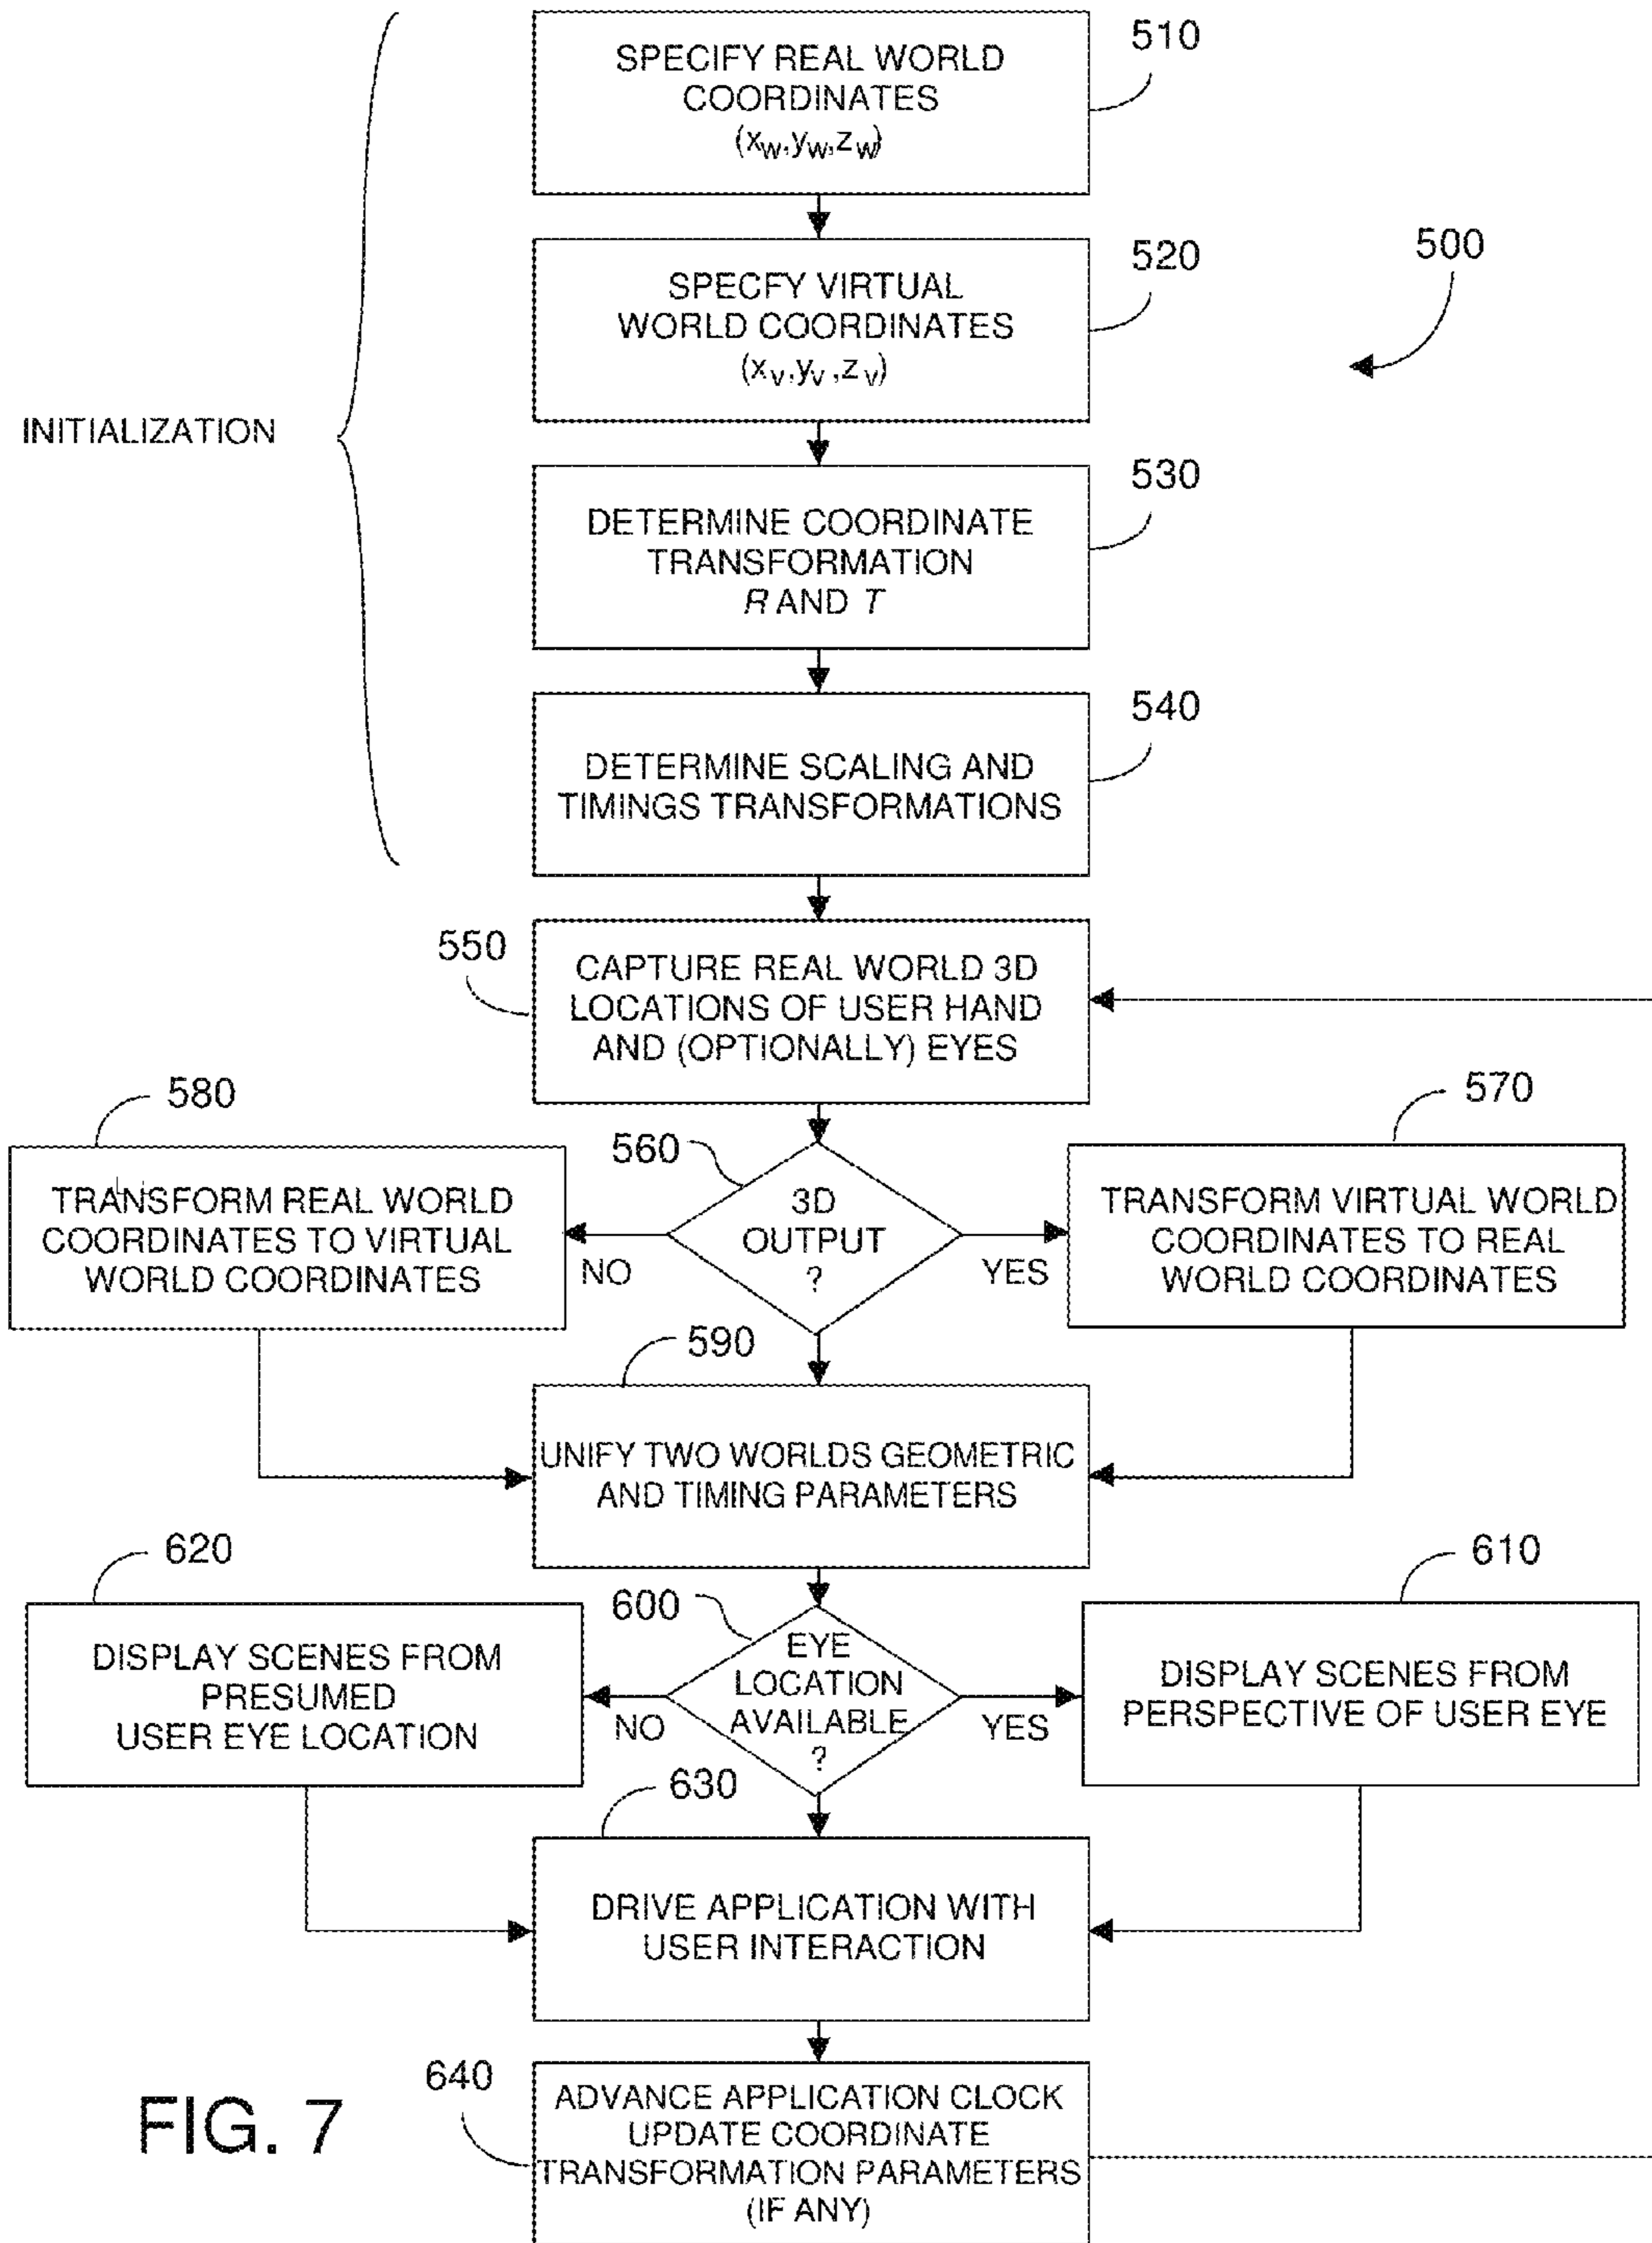 510
SPECIFY REAL WORLD
COORDINATES
(xw,yw,zw)
520
500
SPECFY VIRTUAL
WORLD COORDINATES
(xv,yv,zv)
INITIALIZATION
530
DETERMINE COORDINATE
TRANSFORMATION
R AND T
540
DETERMINE SCALING AND
TIMINGS TRANSFORMATIONS
550
CAPTURE REAL WORLD 3D
LOCATIONS OF USER HAND
AND (OPTIONALLY) EYES
580
TRANSFORM REAL WORLD
COORDINATES TO VIRTUAL
WORLD COORDINATES
560
3D
OUTPUT
?
NO
YES
570
TRANSFORM VIRTUAL WORLD
COORDINATES TO REAL
WORLD COORDINATES
590
UNIFY TWO WORLDS GEOMETRIC
AND TIMING PARAMETERS
620
DISPLAY SCENES FROM
PRESUMED
USER EYE LOCATION
600
EYE
LOCATION
AVAILABLE
?
NO
YES
610
DISPLAY SCENES FROM
PERSPECTIVE OF USER EYE
630
DRIVE APPLICATION WITH
USER INTERACTION
640
ADVANCE APPLICATION CLOCK
UPDATE COORDINATE
TRANSFORMATION PARAMETERS
(IF ANY)
FIG. 7